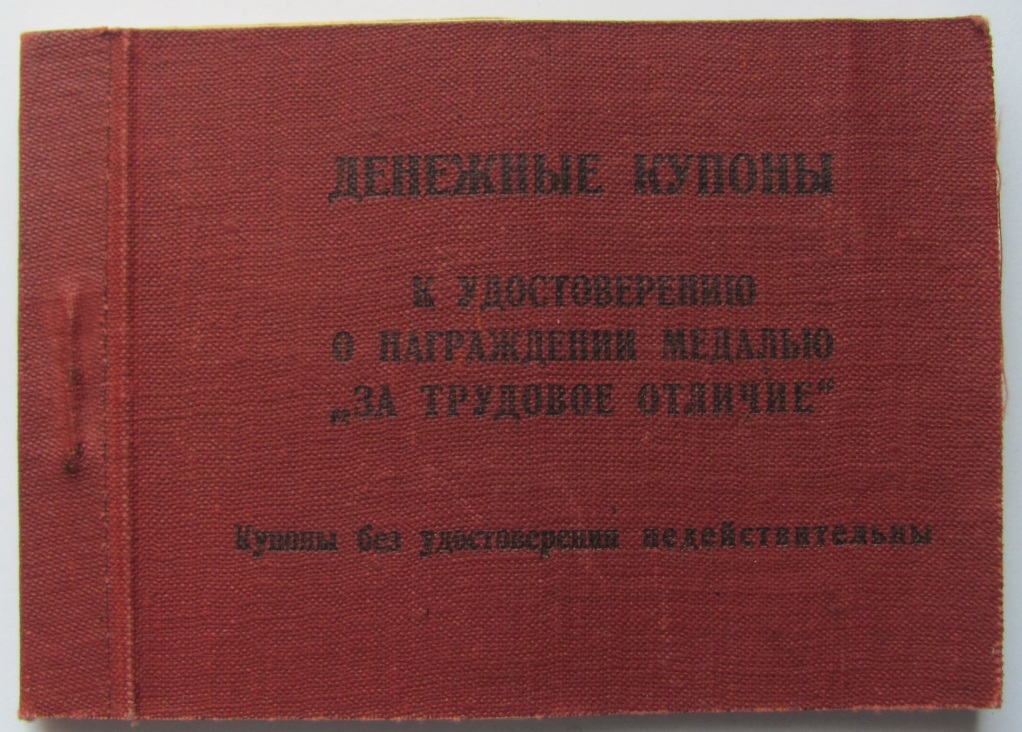 ДЕНЕЖНЫЕ КУПОНЫ
К УДОСТОВЕРЕНИЮ
О НАГРАЖДЕНИИ МЕДАЛЬЮ
„ЗА ТРУДОВОЕ ОТЛИЧИЕ“
Купоны без удостоверения недействительны